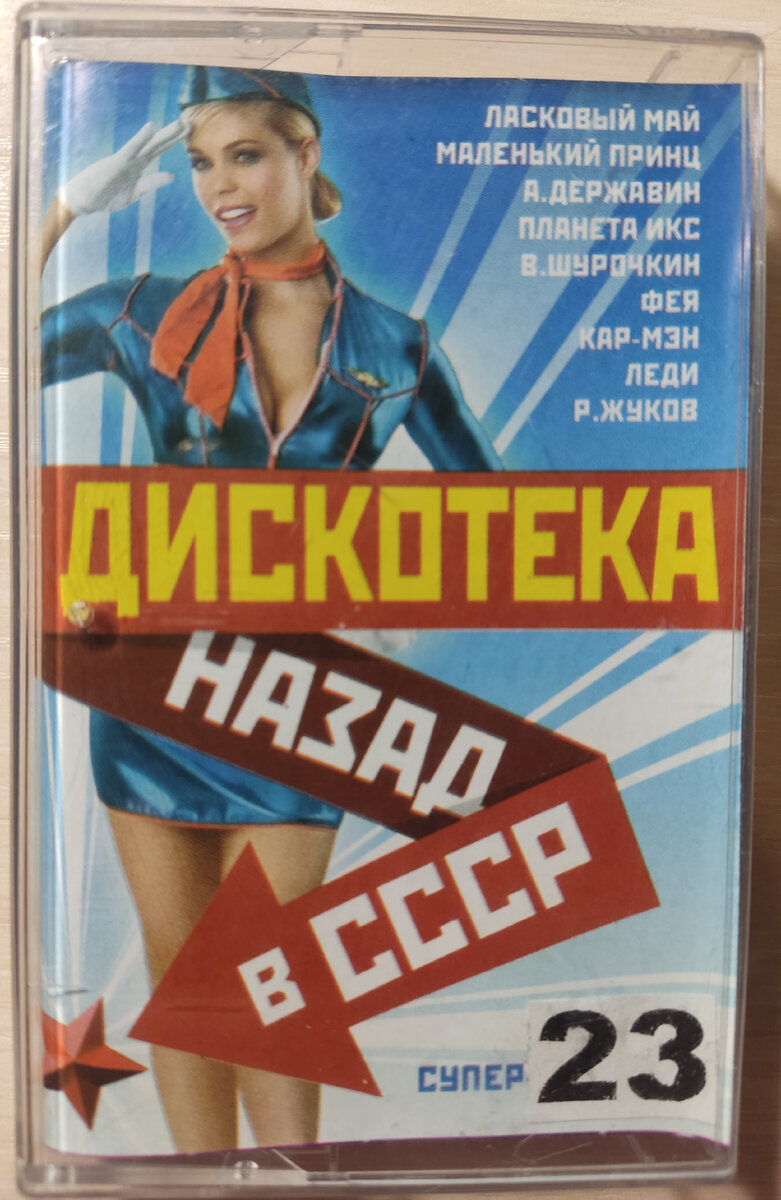 ЛАСКОВЫЙ МАЙ
МАЛЕНЬКИЙ ПРИНЦ
А.ДЕРЖАВИН
ПЛАНЕТА ИКС
В.ШУРОЧКИН
ФЕЯ
КАР-МЭН
ЛЕДИ
Р.ЖУКОВ
ДИСКОТЕКА
НАЗАД
В СССР
СУПЕР 23